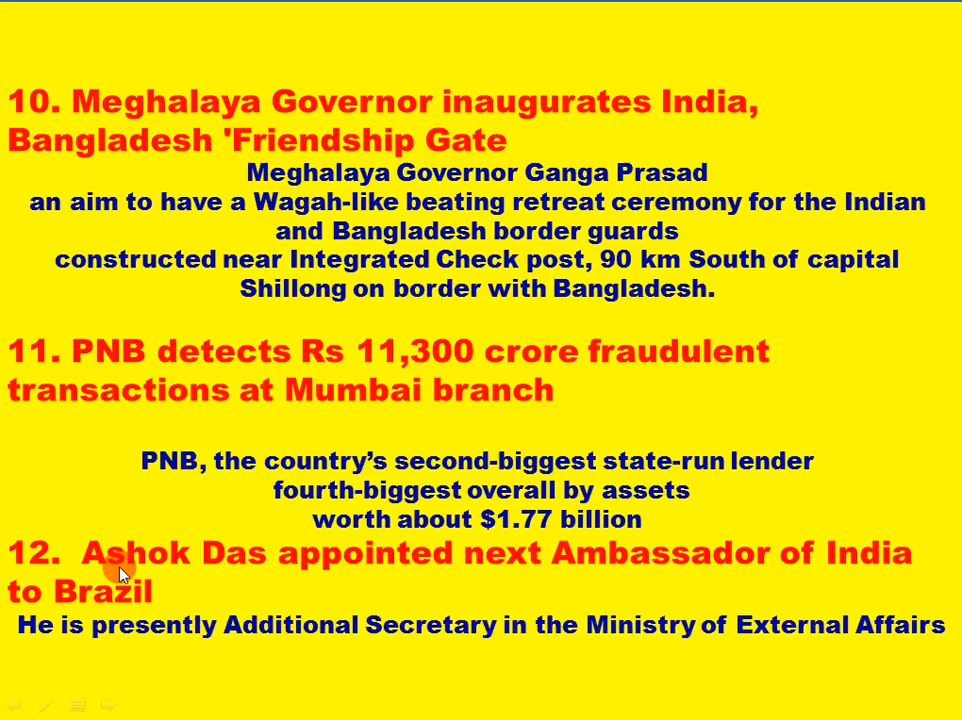 10. Meghalaya Governor inaugurates India,
Bangladesh 'Friendship Gate
Meghalaya Governor Ganga Prasad
an aim to have a Wagah-like beating retreat ceremony for the Indian
and Bangladesh border guards
constructed near Integrated Check post, 90 km South of capital
Shillong on border with Bangladesh.
11. PNB detects Rs 11,300 crore fraudulent
transactions at Mumbai branch
PNB, the country’s second-biggest state-run lender
fourth-biggest overall by assets
worth about $1.77 billion
12. Ashok Das appointed next Ambassador of India
to Brazil
He is presently Additional Secretary in the Ministry of External Affairs